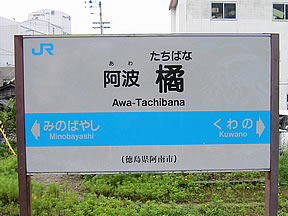 JR
あわ たちばな
阿波 橘
Awa-Tachibana
みのばやし くわの
Minobayashi Kuwano
(徳島県阿南市)